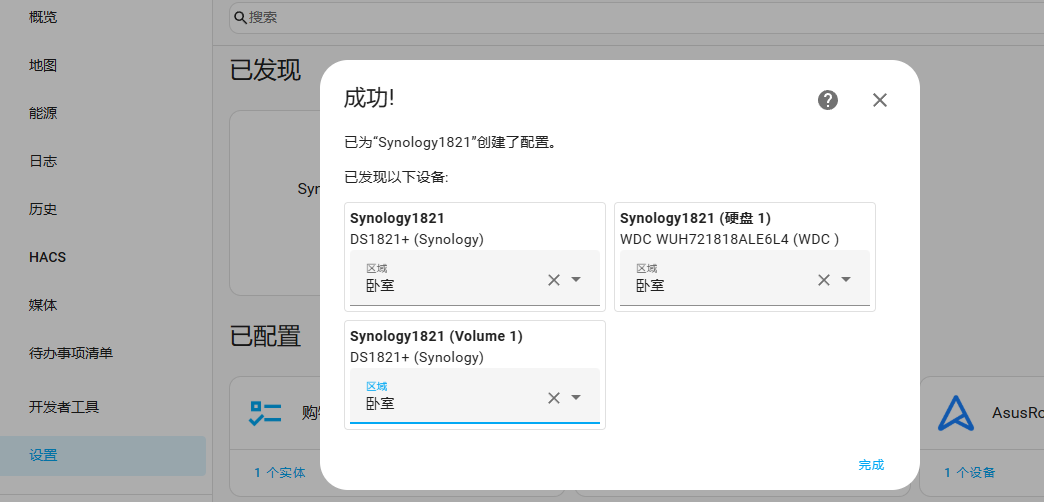 概览
搜索
地图
已发现
能源
日志
历史
HACS
媒体
待办事项清单
开发者工具
设置
Syn
成功!
已为“Synology1821”创建了配置。
已发现以下设备:
Synology1821
DS1821+ (Synology)
区域
卧室
Synology1821 (硬盘 1)
WDC WUH721818ALE6L4 (WDC )
区域
卧室
Synology1821 (Volume 1)
DS1821+ (Synology)
区域
卧室
完成
已配置
购
1 个实体
AsusRo
1 个设备